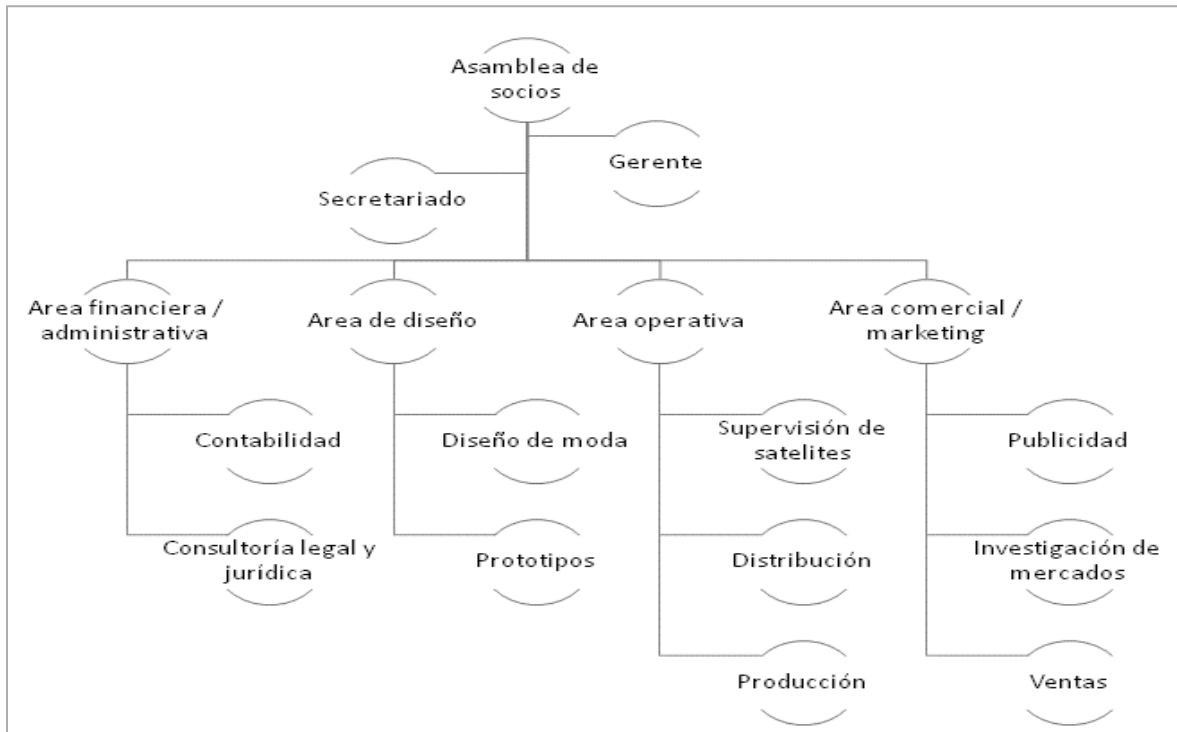 Asamblea de
socios
Gerente
Secretariado
Area financiera /
administrativa
Area de diseño
Area operativa
Area comercial /
marketing
Contabilidad
Diseño de moda
Supervisión de
satelites
Publicidad
Consultoría legal y
jurídica
Prototipos
Distribución
Investigación de
mercados
Producción
Ventas